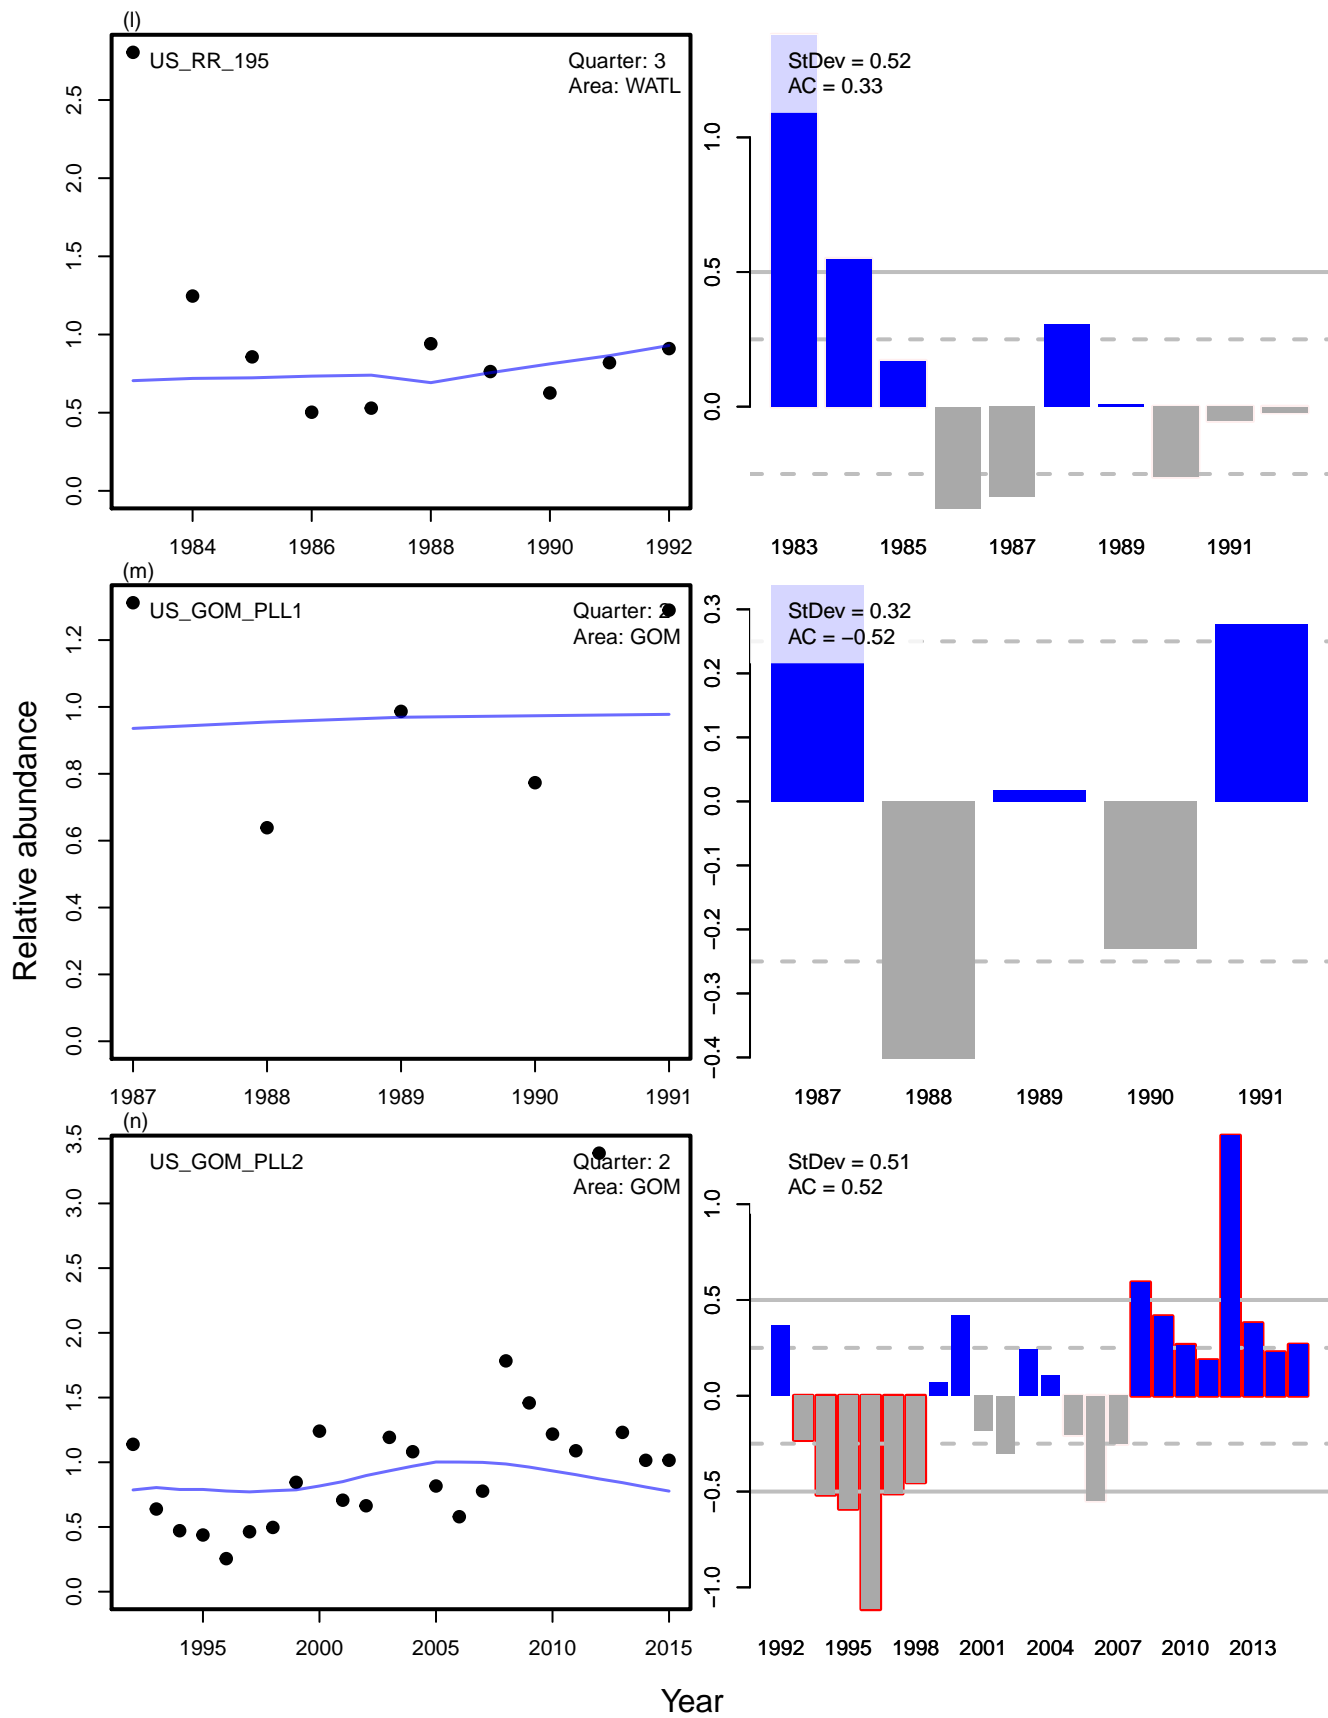 (l)
US_RR_195
Quarter: 3
Area: WATL
0.0 0.5 1.0 1.5 2.0 2.5
1984 1986 1988 1990 1992
StDev = 0.52
AC = 0.33
0.0 0.5 1.0
1983 1985 1987 1989 1991
(m)
US_GOM_PLL1
Quarter: 2
Area: GOM
0.0 0.2 0.4 0.6 0.8 1.0 1.2
1987 1988 1989 1990 1991
StDev = 0.32
AC = −0.52
−0.4 −0.3 −0.2 −0.1 0.0 0.1 0.2 0.3
1987 1988 1989 1990 1991
Relative abundance
(n)
US_GOM_PLL2
Quarter: 2
Area: GOM
0.0 0.5 1.0 1.5 2.0 2.5 3.0 3.5
1995 2000 2005 2010 2015
StDev = 0.51
AC = 0.52
−1.0 −0.5 0.0 0.5 1.0
1992 1995 1998 2001 2004 2007 2010 2013
Year